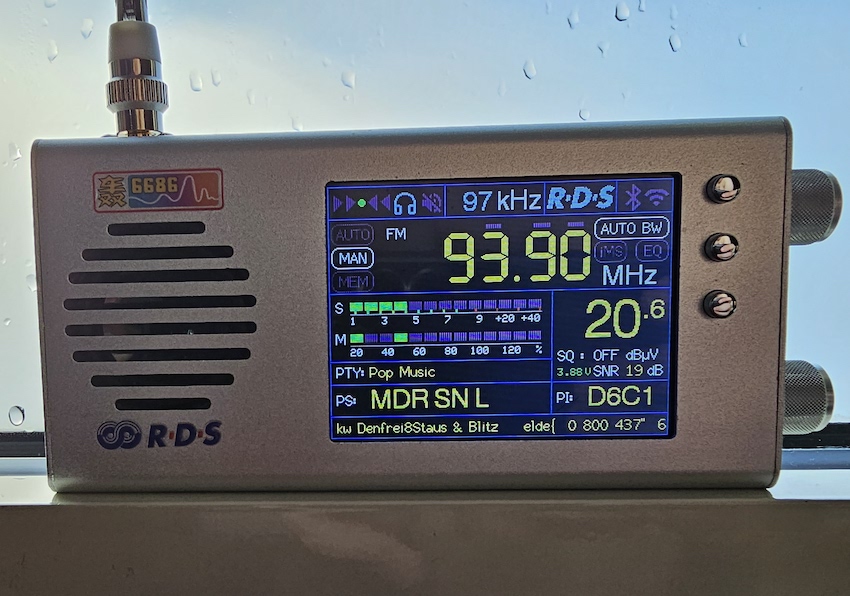 6686
97 kHz R·D·S
AUTO FM
MAN
MEM
93.90
MHz
AUTO BW
iMS EQ
S
1 3 5 7 9 +20 +40
M
20 40 60 80 100 120 %
20.6
SQ : OFF dBµV
3.88V SNR 19 dB
PTY: Pop Music
PS: MDR SN L
PI: D6C1
kw Denfrei8Staus & Blitz elde{ 0 800 437" 6
R·D·S